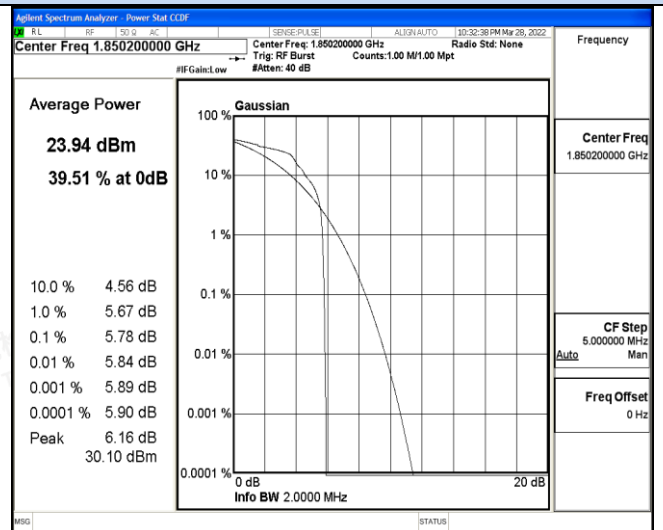 Agilent Spectrum Analyzer - Power Stat CCDF
RL RF 50 Ω AC SENSE:PULSE ALIGN AUTO 10:32:38 PM Mar 28, 2022
Center Freq 1.850200000 GHz
Center Freq: 1.850200000 GHz Radio Std: None
Trig: RF Burst Counts:1.00 M/1.00 Mpt
#IFGain:Low #Atten: 40 dB
Frequency
Average Power
23.94 dBm
39.51 % at 0dB
10.0 % 4.56 dB
1.0 % 5.67 dB
0.1 % 5.78 dB
0.01 % 5.84 dB
0.001 % 5.89 dB
0.0001 % 5.90 dB
Peak 6.16 dB
30.10 dBm
Gaussian
100 %
10 %
1 %
0.1 %
0.01 %
0.001 %
0.0001 %
0 dB 20 dB
Info BW 2.0000 MHz
Center Freq
1.850200000 GHz
CF Step
5.000000 MHz
Auto Man
Freq Offset
0 Hz
MSG STATUS